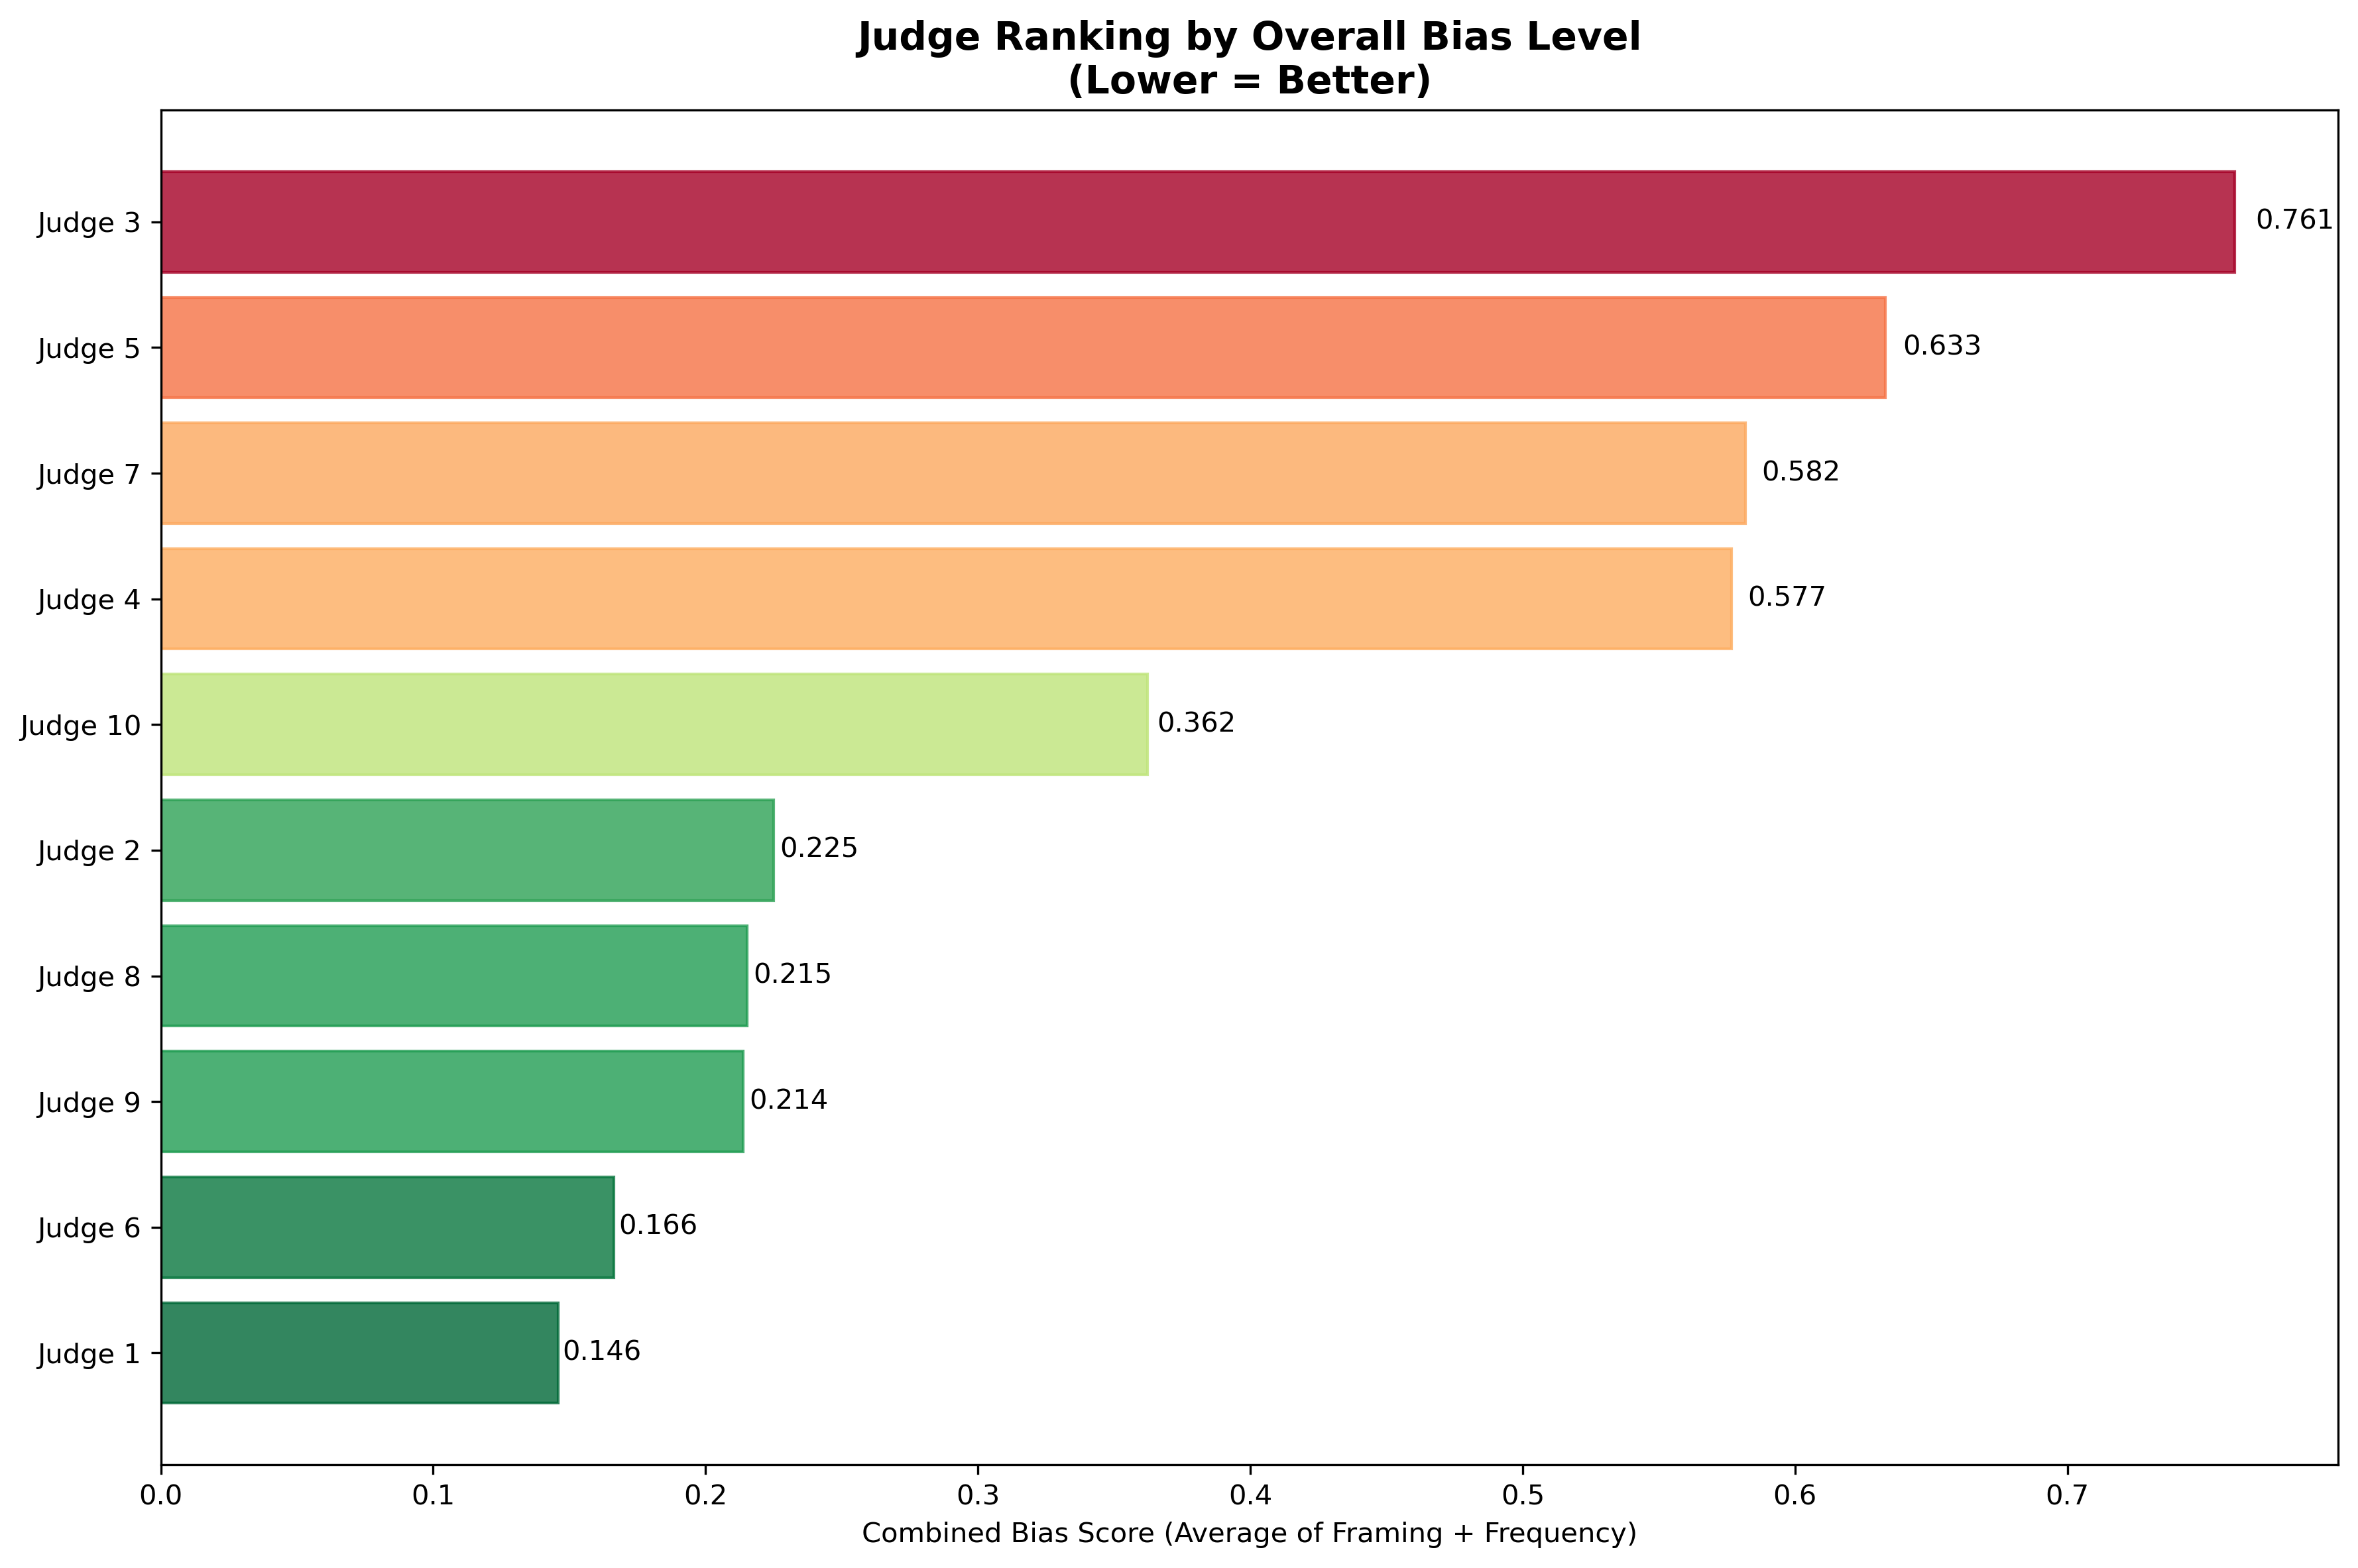 Judge Ranking by Overall Bias Level
(Lower = Better)
Judge 3 0.761
Judge 5 0.633
Judge 7 0.582
Judge 4 0.577
Judge 10 0.362
Judge 2 0.225
Judge 8 0.215
Judge 9 0.214
Judge 6 0.166
Judge 1 0.146
0.0 0.1 0.2 0.3 0.4 0.5 0.6 0.7
Combined Bias Score (Average of Framing + Frequency)